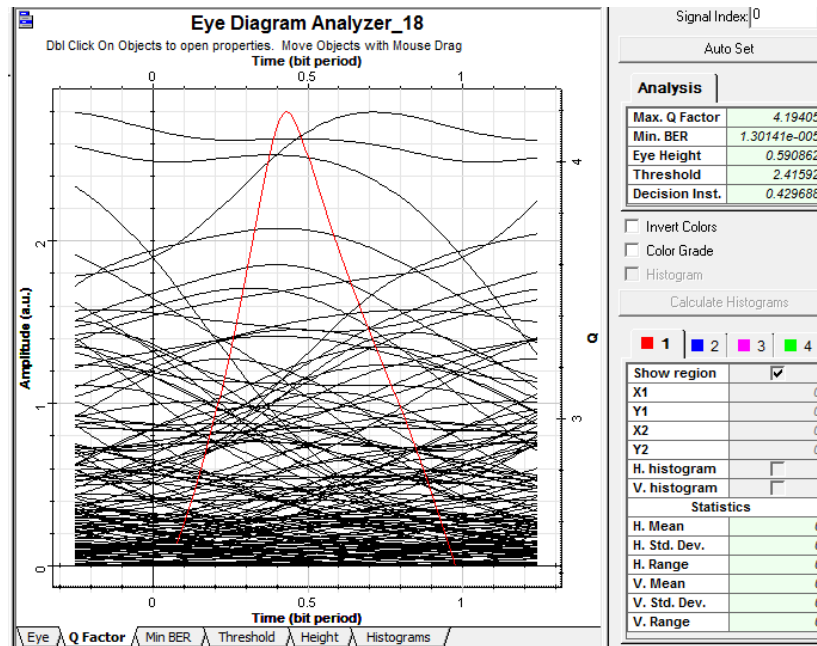 Eye Diagram Analyzer_18
Dbl Click On Objects to open properties. Move Objects with Mouse Drag
Time (bit period)
0 0.5 1
Amplitude (a.u.)
2
1
0
4
3
Q
0 0.5 1
Time (bit period)
Eye Q Factor Min BER Threshold Height Histograms
Signal Index: 0
Auto Set
Analysis
Max. Q Factor 4.19405
Min. BER 1.30141e-005
Eye Height 0.590862
Threshold 2.41592
Decision Inst. 0.429688
Invert Colors
Color Grade
Histogram
Calculate Histograms
1 2 3 4
Show region
X1 0
Y1 0
X2 0
Y2 0
H. histogram
V. histogram
Statistics
H. Mean
H. Std. Dev.
H. Range
V. Mean
V. Std. Dev.
V. Range